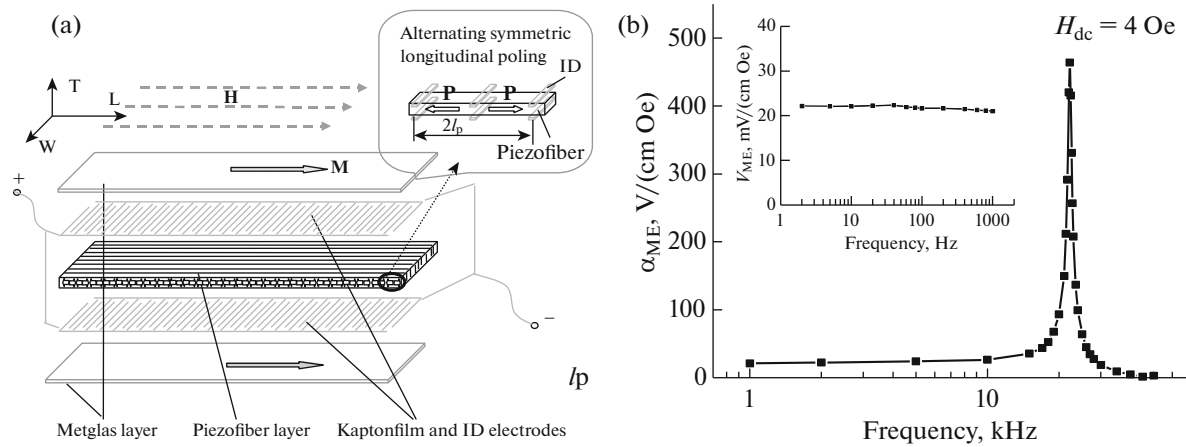 (a)
Alternating symmetric
longitudinal poling
ID
P P
2lp
Piezofiber
T
L
W
H
M
+
–
lp
Metglas layer
Piezofiber layer
Kaptonfilm and ID electrodes
(b)
Hdc = 4 Oe
αME, V/(cm Oe)
500
400
300
200
100
0
1 10
Frequency, kHz
VME, mV/(cm Oe)
40
30
20
10
0
1 10 100 1000
Frequency, Hz